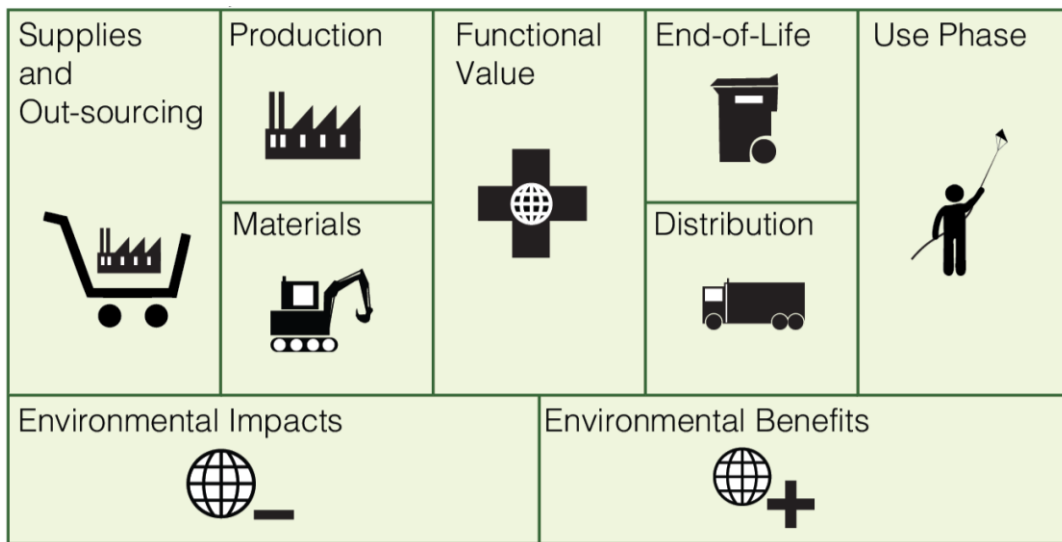 Supplies
and
Out-sourcing
Production
Materials
Functional
Value
End-of-Life
Distribution
Use Phase
Environmental Impacts
Environmental Benefits